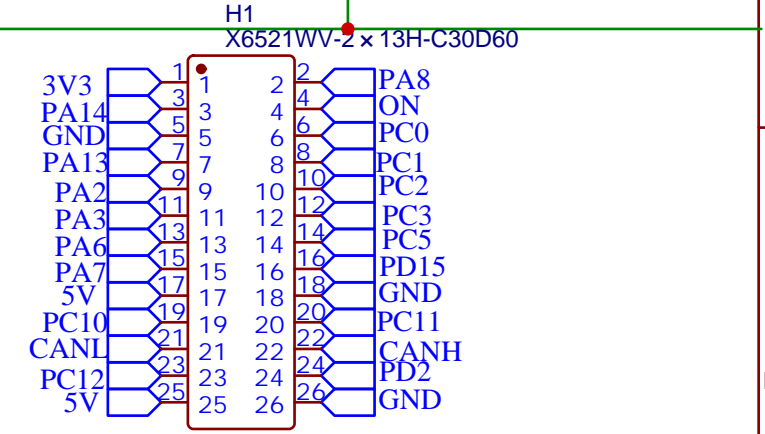 H1
X6521WV-2×13H-C30D60
3V3 1 1 2 2 PA8
PA14 3 3 4 4 ON
GND 5 5 6 6 PC0
PA13 7 7 8 8 PC1
PA2 9 9 10 10 PC2
PA3 11 11 12 12 PC3
PA6 13 13 14 14 PC5
PA7 15 15 16 16 PD15
5V 17 17 18 18 GND
PC10 19 19 20 20 PC11
CANL 21 21 22 22 CANH
PC12 23 23 24 24 PD2
5V 25 25 26 26 GND